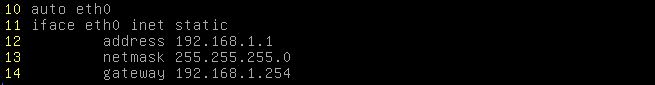 10 auto eth0
11 iface eth0 inet static
12         address 192.168.1.1
13         netmask 255.255.255.0
14         gateway 192.168.1.254